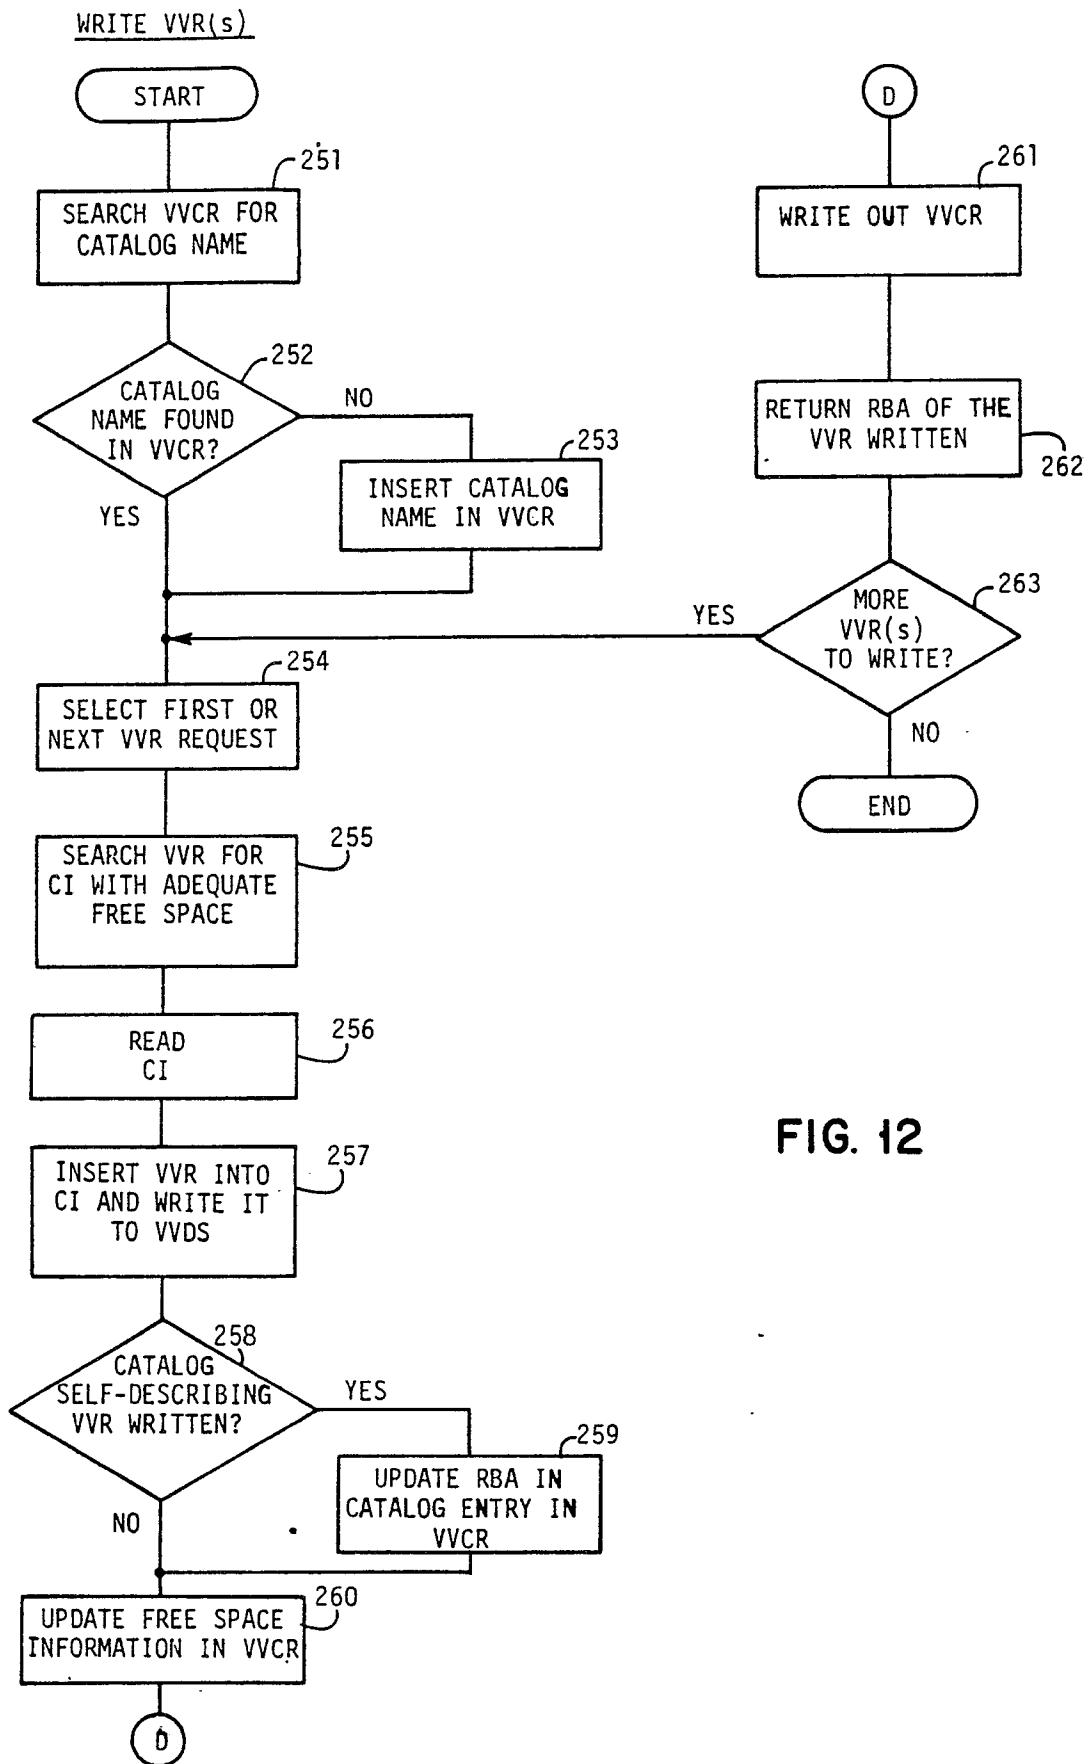 WRITE VVR(s)
START
251
SEARCH VVCR FOR
CATALOG NAME
252
CATALOG
NAME FOUND
IN VVCR?
NO
YES
253
INSERT CATALOG
NAME IN VVCR
254
SELECT FIRST OR
NEXT VVR REQUEST
255
SEARCH VVR FOR
CI WITH ADEQUATE
FREE SPACE
256
READ
CI
257
INSERT VVR INTO
CI AND WRITE IT
TO VVDS
258
CATALOG
SELF-DESCRIBING
VVR WRITTEN?
YES
NO
259
UPDATE RBA IN
CATALOG ENTRY IN
VVCR
260
UPDATE FREE SPACE
INFORMATION IN VVCR
D
D
261
WRITE OUT VVCR
RETURN RBA OF THE
VVR WRITTEN
262
263
MORE
VVR(s)
TO WRITE?
YES
NO
END
FIG. 12